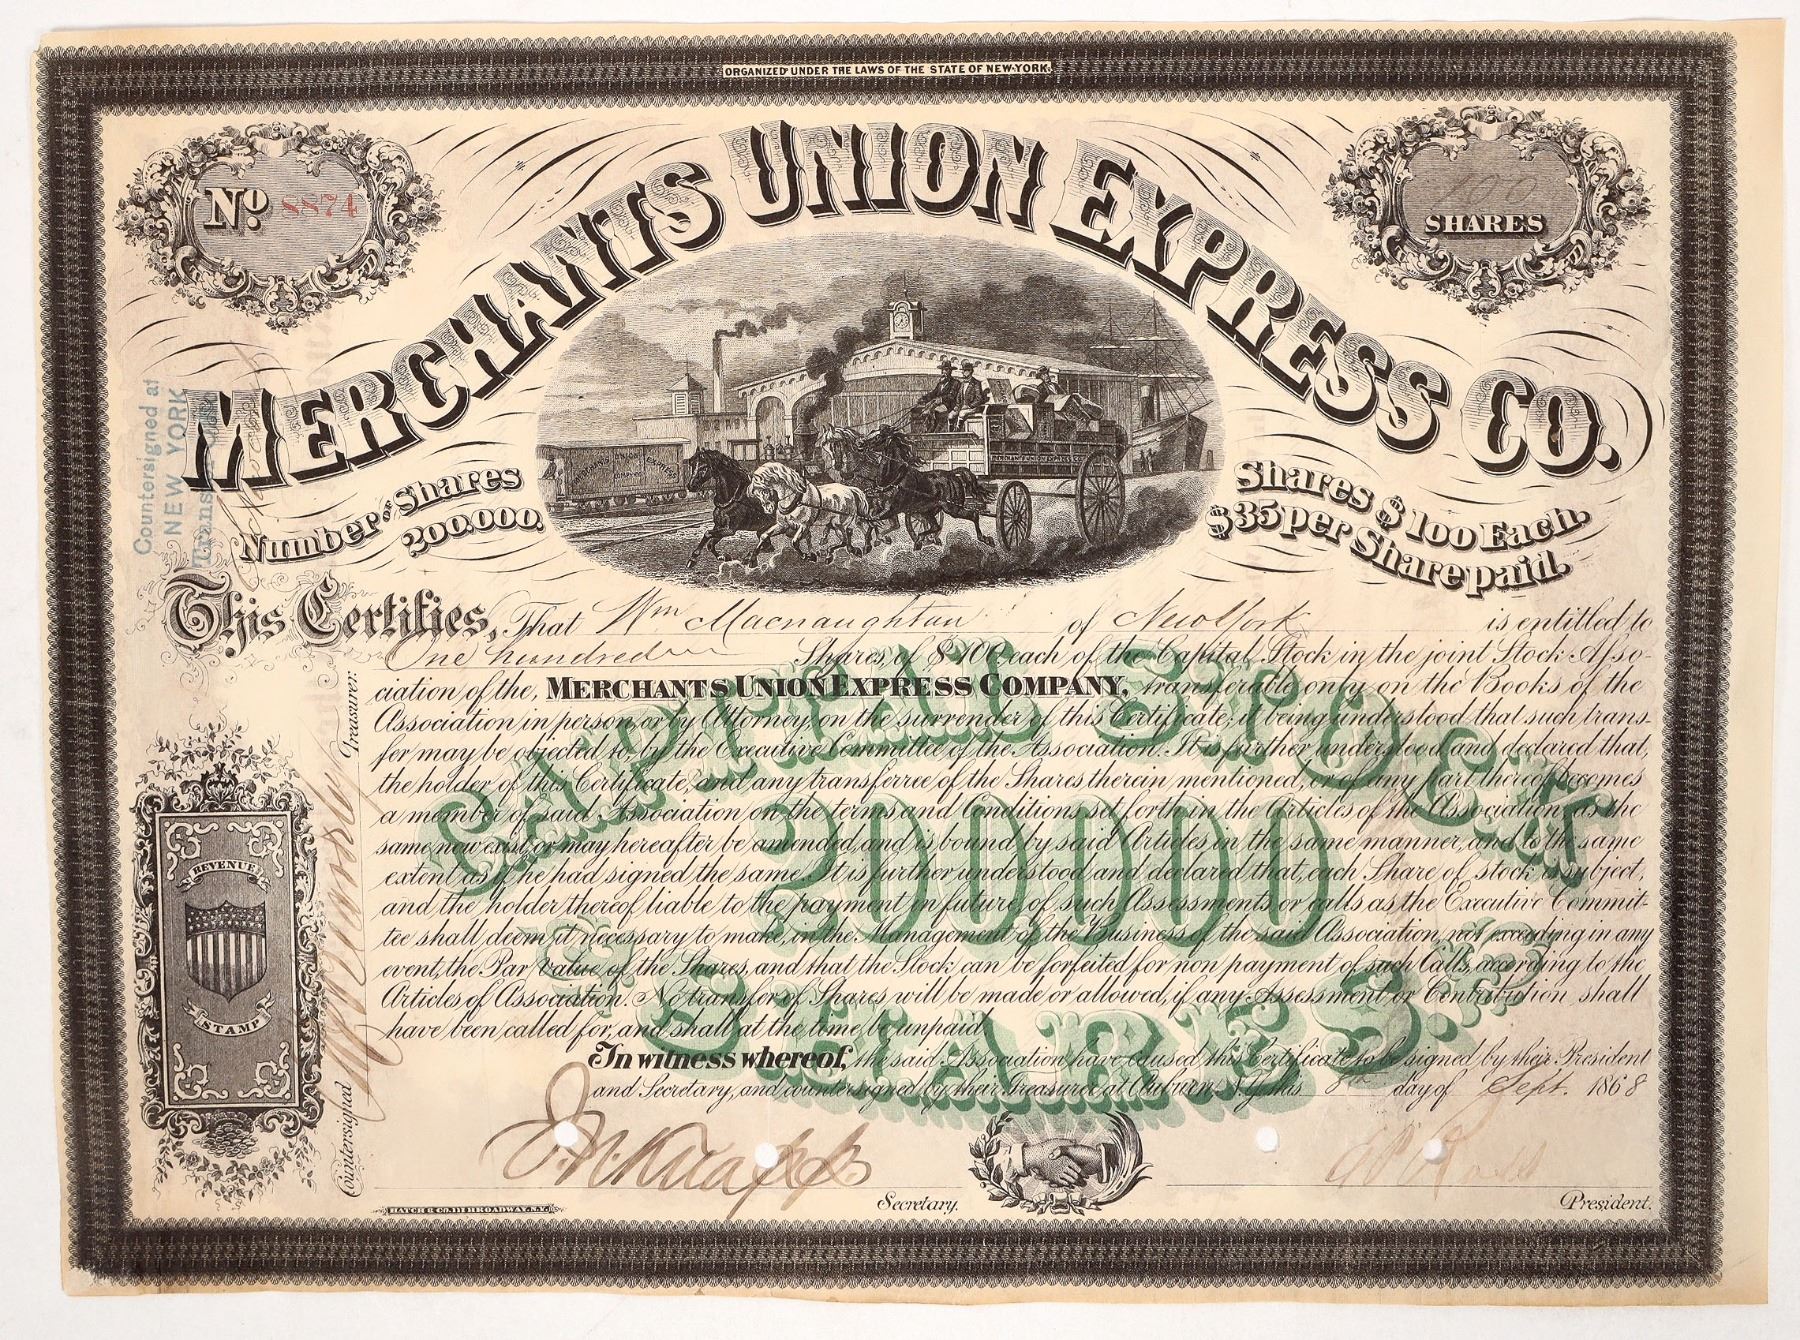 ORGANIZED UNDER THE LAWS OF THE STATE OF NEW-YORK.
No. 8874
100
SHARES
MERCHANTS UNION EXPRESS CO.
Countersigned at
NEW YORK
Number of Shares
200.000.
Shares $100 Each.
$35 per Share paid.
MERCHANTS UNION EXPRESS
This Certifies, That Wm Macnaughtan of New York is entitled to
One hundred Shares, of $100 each of the Capital Stock in the joint Stock Asso-
ciation of the, MERCHANTS UNION EXPRESS COMPANY, transferable only on the Books of the
Association in person, or by Attorney, on the surrender of this Certificate; it being understood that such trans-
fer may be objected to, by the Executive Committee of the Association. It is further understood and declared that,
the holder of this Certificate, and any transferree of the Shares therein mentioned, or of any part thereof becomes
a member of said Association on the terms and Conditions set forth in the Articles of the Association, as the
same now exist, or may hereafter be amended, and is bound by said Articles in the same manner, and to the same
extent as if he had signed the same. It is further understood and declared that, each Share of stock is subject,
and the holder thereof liable to the payment in future of such Assessments or calls as the Executive Commit-
tee shall deem it necessary to make, in the Management of the Business of the said Association, not exceeding in any
event, the Par Value of the Shares, and that the Stock can be forfeited for non payment of such Calls, according to the
Articles of Association. No transfer of Shares will be made or allowed, if any Assessment or Contribution shall
have been called for, and shall at the time, be unpaid.
In witness whereof, the said Association have caused this Certificate to be signed by their President
and Secretary, and countersigned by their Treasurer at Auburn, N.Y. this 8th day of Sept. 1868
CAPITAL STOCK
200000
SHARES.
REVENUE
STAMP
Countersigned
Treasurer.
J. N. Knapp
Secretary.
Ross
President.
HATCH & CO. 111 BROADWAY, N.Y.